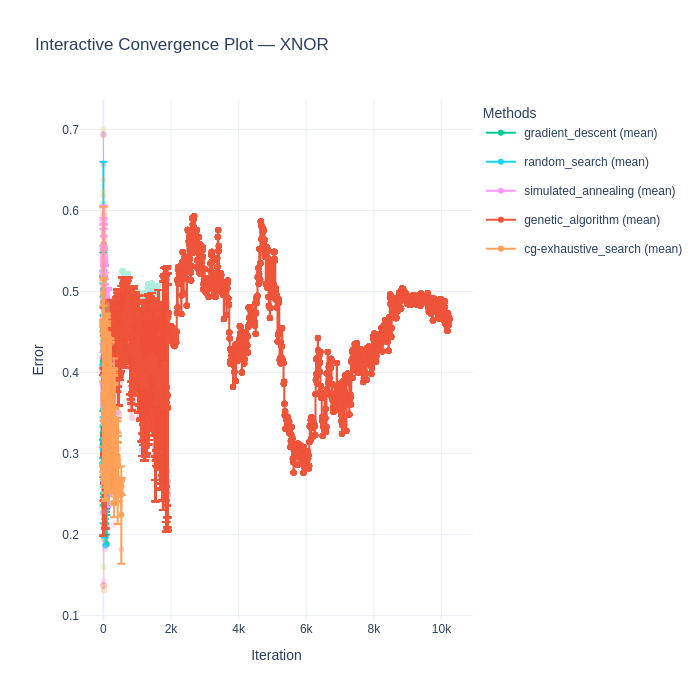 Interactive Convergence Plot — XNOR
Methods
gradient_descent (mean)
random_search (mean)
simulated_annealing (mean)
genetic_algorithm (mean)
cg-exhaustive_search (mean)
Error
0.7
0.6
0.5
0.4
0.3
0.2
0.1
0
2k
4k
6k
8k
10k
Iteration